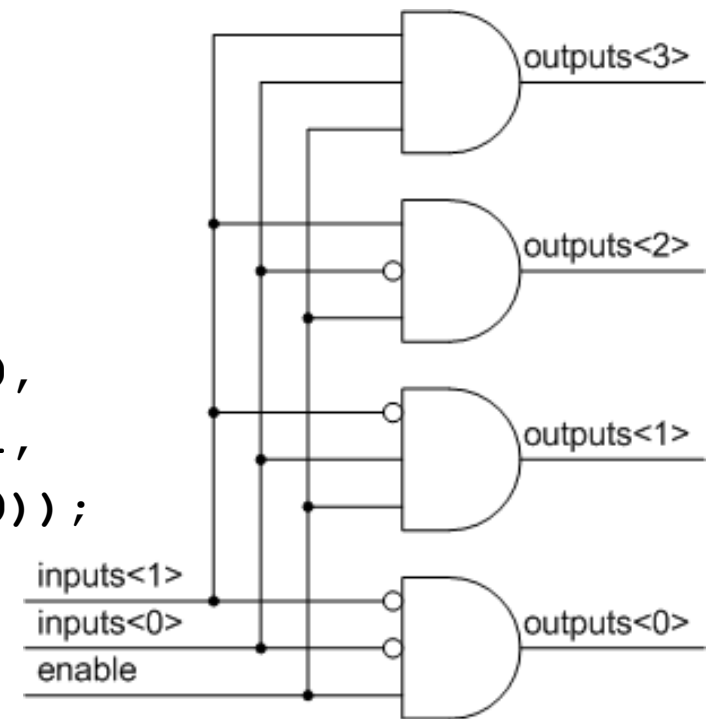 outputs<3>
outputs<2>
,
,
));
outputs<1>
inputs<1>
inputs<0>
enable
outputs<0>